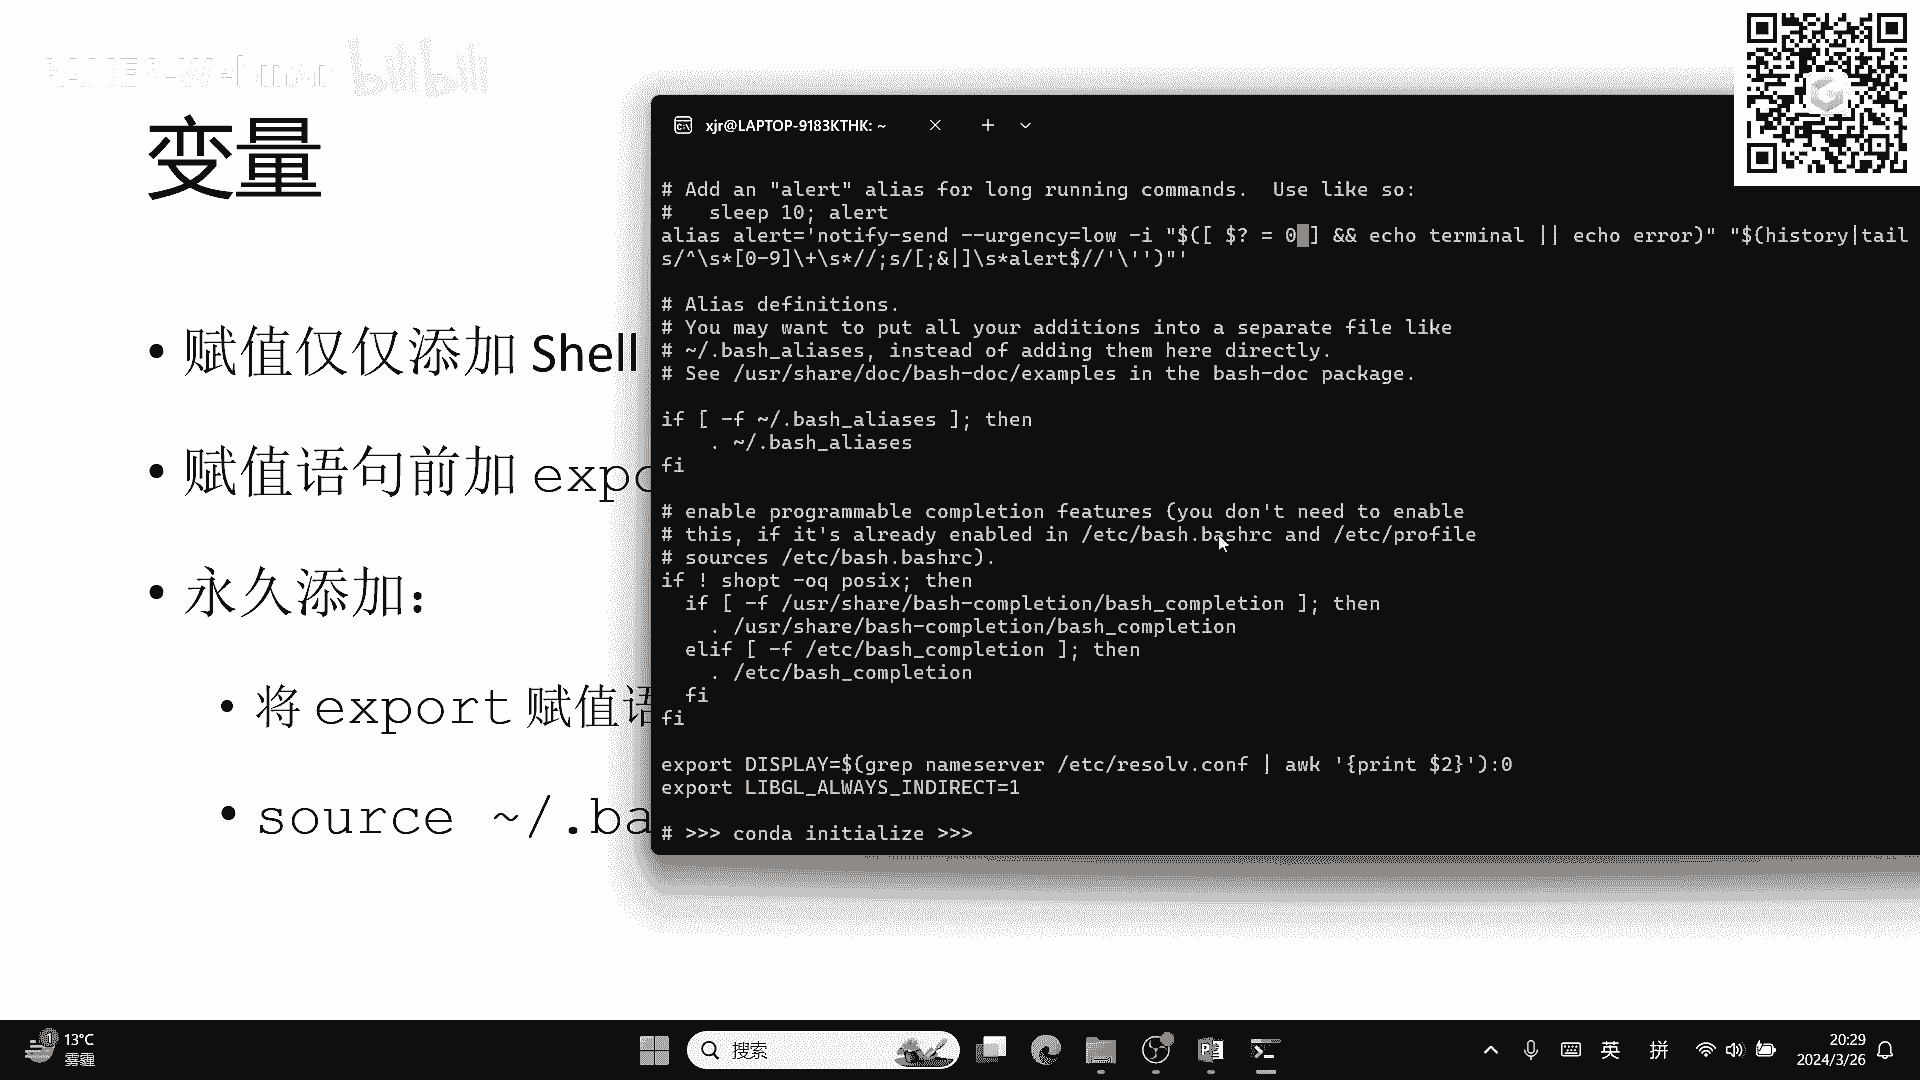 bilibili
变量
• 赋值仅仅添加 Shell
• 赋值语句前加 expo
• 永久添加：
• 将 export 赋值语
• source ~/.ba
xjr@LAPTOP-9183KTHK: ~
# Add an "alert" alias for long running commands.  Use like so:
#   sleep 10; alert
alias alert='notify-send --urgency=low -i "$([ $? = 0 ] && echo terminal || echo error)" "$(history|tail
s/^\s*[0-9]\+\s*//;s/[;&|]\s*alert$//'\'')"'
# Alias definitions.
# You may want to put all your additions into a separate file like
# ~/.bash_aliases, instead of adding them here directly.
# See /usr/share/doc/bash-doc/examples in the bash-doc package.
if [ -f ~/.bash_aliases ]; then
    . ~/.bash_aliases
fi
# enable programmable completion features (you don't need to enable
# this, if it's already enabled in /etc/bash.bashrc and /etc/profile
# sources /etc/bash.bashrc).
if ! shopt -oq posix; then
  if [ -f /usr/share/bash-completion/bash_completion ]; then
    . /usr/share/bash-completion/bash_completion
  elif [ -f /etc/bash_completion ]; then
    . /etc/bash_completion
  fi
fi
export DISPLAY=$(grep nameserver /etc/resolv.conf | awk '{print $2}'):0
export LIBGL_ALWAYS_INDIRECT=1
# >>> conda initialize >>>
13°C
雾霾
搜索
英
拼
20:29
2024/3/26